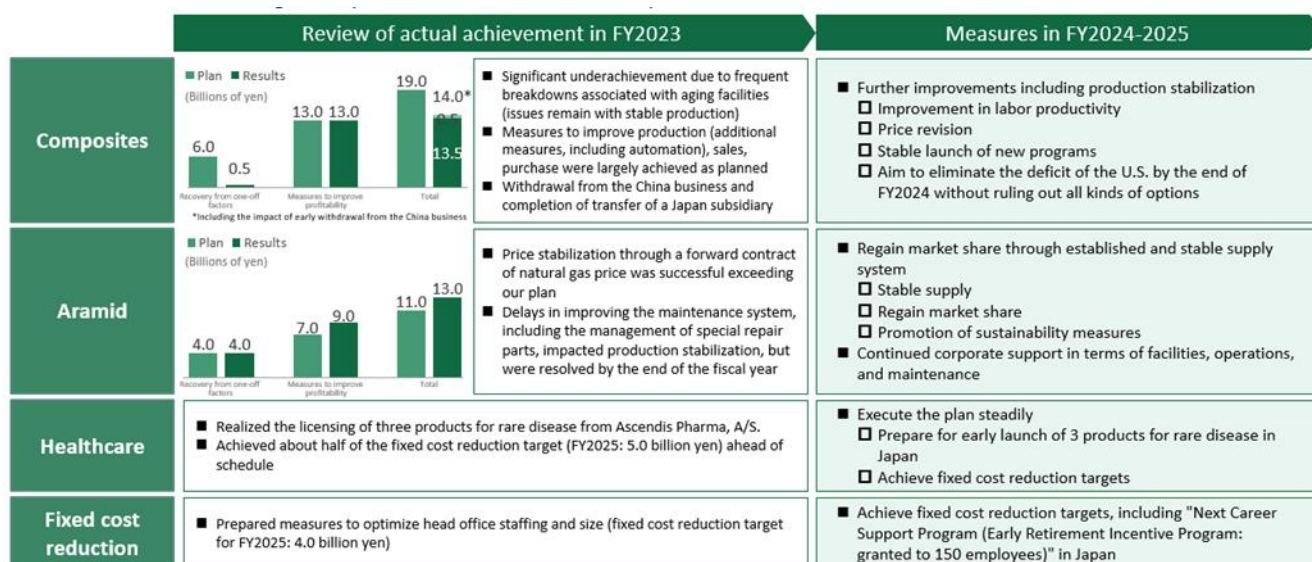 Review of actual achievement in FY2023
Measures in FY2024-2025
Composites
Plan Results
(Billions of yen)
6.0
0.5
13.0 13.0
19.0
14.0*
13.5
Recovery from one-off
factors
Measures to improve
profitability
Total
*Including the impact of early withdrawal from the China business
■ Significant underachievement due to frequent
breakdowns associated with aging facilities
(issues remain with stable production)
■ Measures to improve production (additional
measures, including automation), sales,
purchase were largely achieved as planned
■ Withdrawal from the China business and
completion of transfer of a Japan subsidiary
■ Further improvements including production stabilization
❑ Improvement in labor productivity
❑ Price revision
❑ Stable launch of new programs
❑ Aim to eliminate the deficit of the U.S. by the end of
FY2024 without ruling out all kinds of options
Aramid
Plan Results
(Billions of yen)
4.0 4.0
7.0
9.0
11.0
13.0
Recovery from one-off
factors
Measures to improve
profitability
Total
■ Price stabilization through a forward contract
of natural gas price was successful exceeding
our plan
■ Delays in improving the maintenance system,
including the management of special repair
parts, impacted production stabilization, but
were resolved by the end of the fiscal year
■ Regain market share through established and stable supply
system
❑ Stable supply
❑ Regain market share
❑ Promotion of sustainability measures
■ Continued corporate support in terms of facilities, operations,
and maintenance
Healthcare
■ Realized the licensing of three products for rare disease from Ascendis Pharma, A/S.
■ Achieved about half of the fixed cost reduction target (FY2025: 5.0 billion yen) ahead of
schedule
■ Execute the plan steadily
❑ Prepare for early launch of 3 products for rare disease in
Japan
❑ Achieve fixed cost reduction targets
Fixed cost
reduction
■ Prepared measures to optimize head office staffing and size (fixed cost reduction target
for FY2025: 4.0 billion yen)
■ Achieve fixed cost reduction targets, including "Next Career
Support Program (Early Retirement Incentive Program:
granted to 150 employees)" in Japan